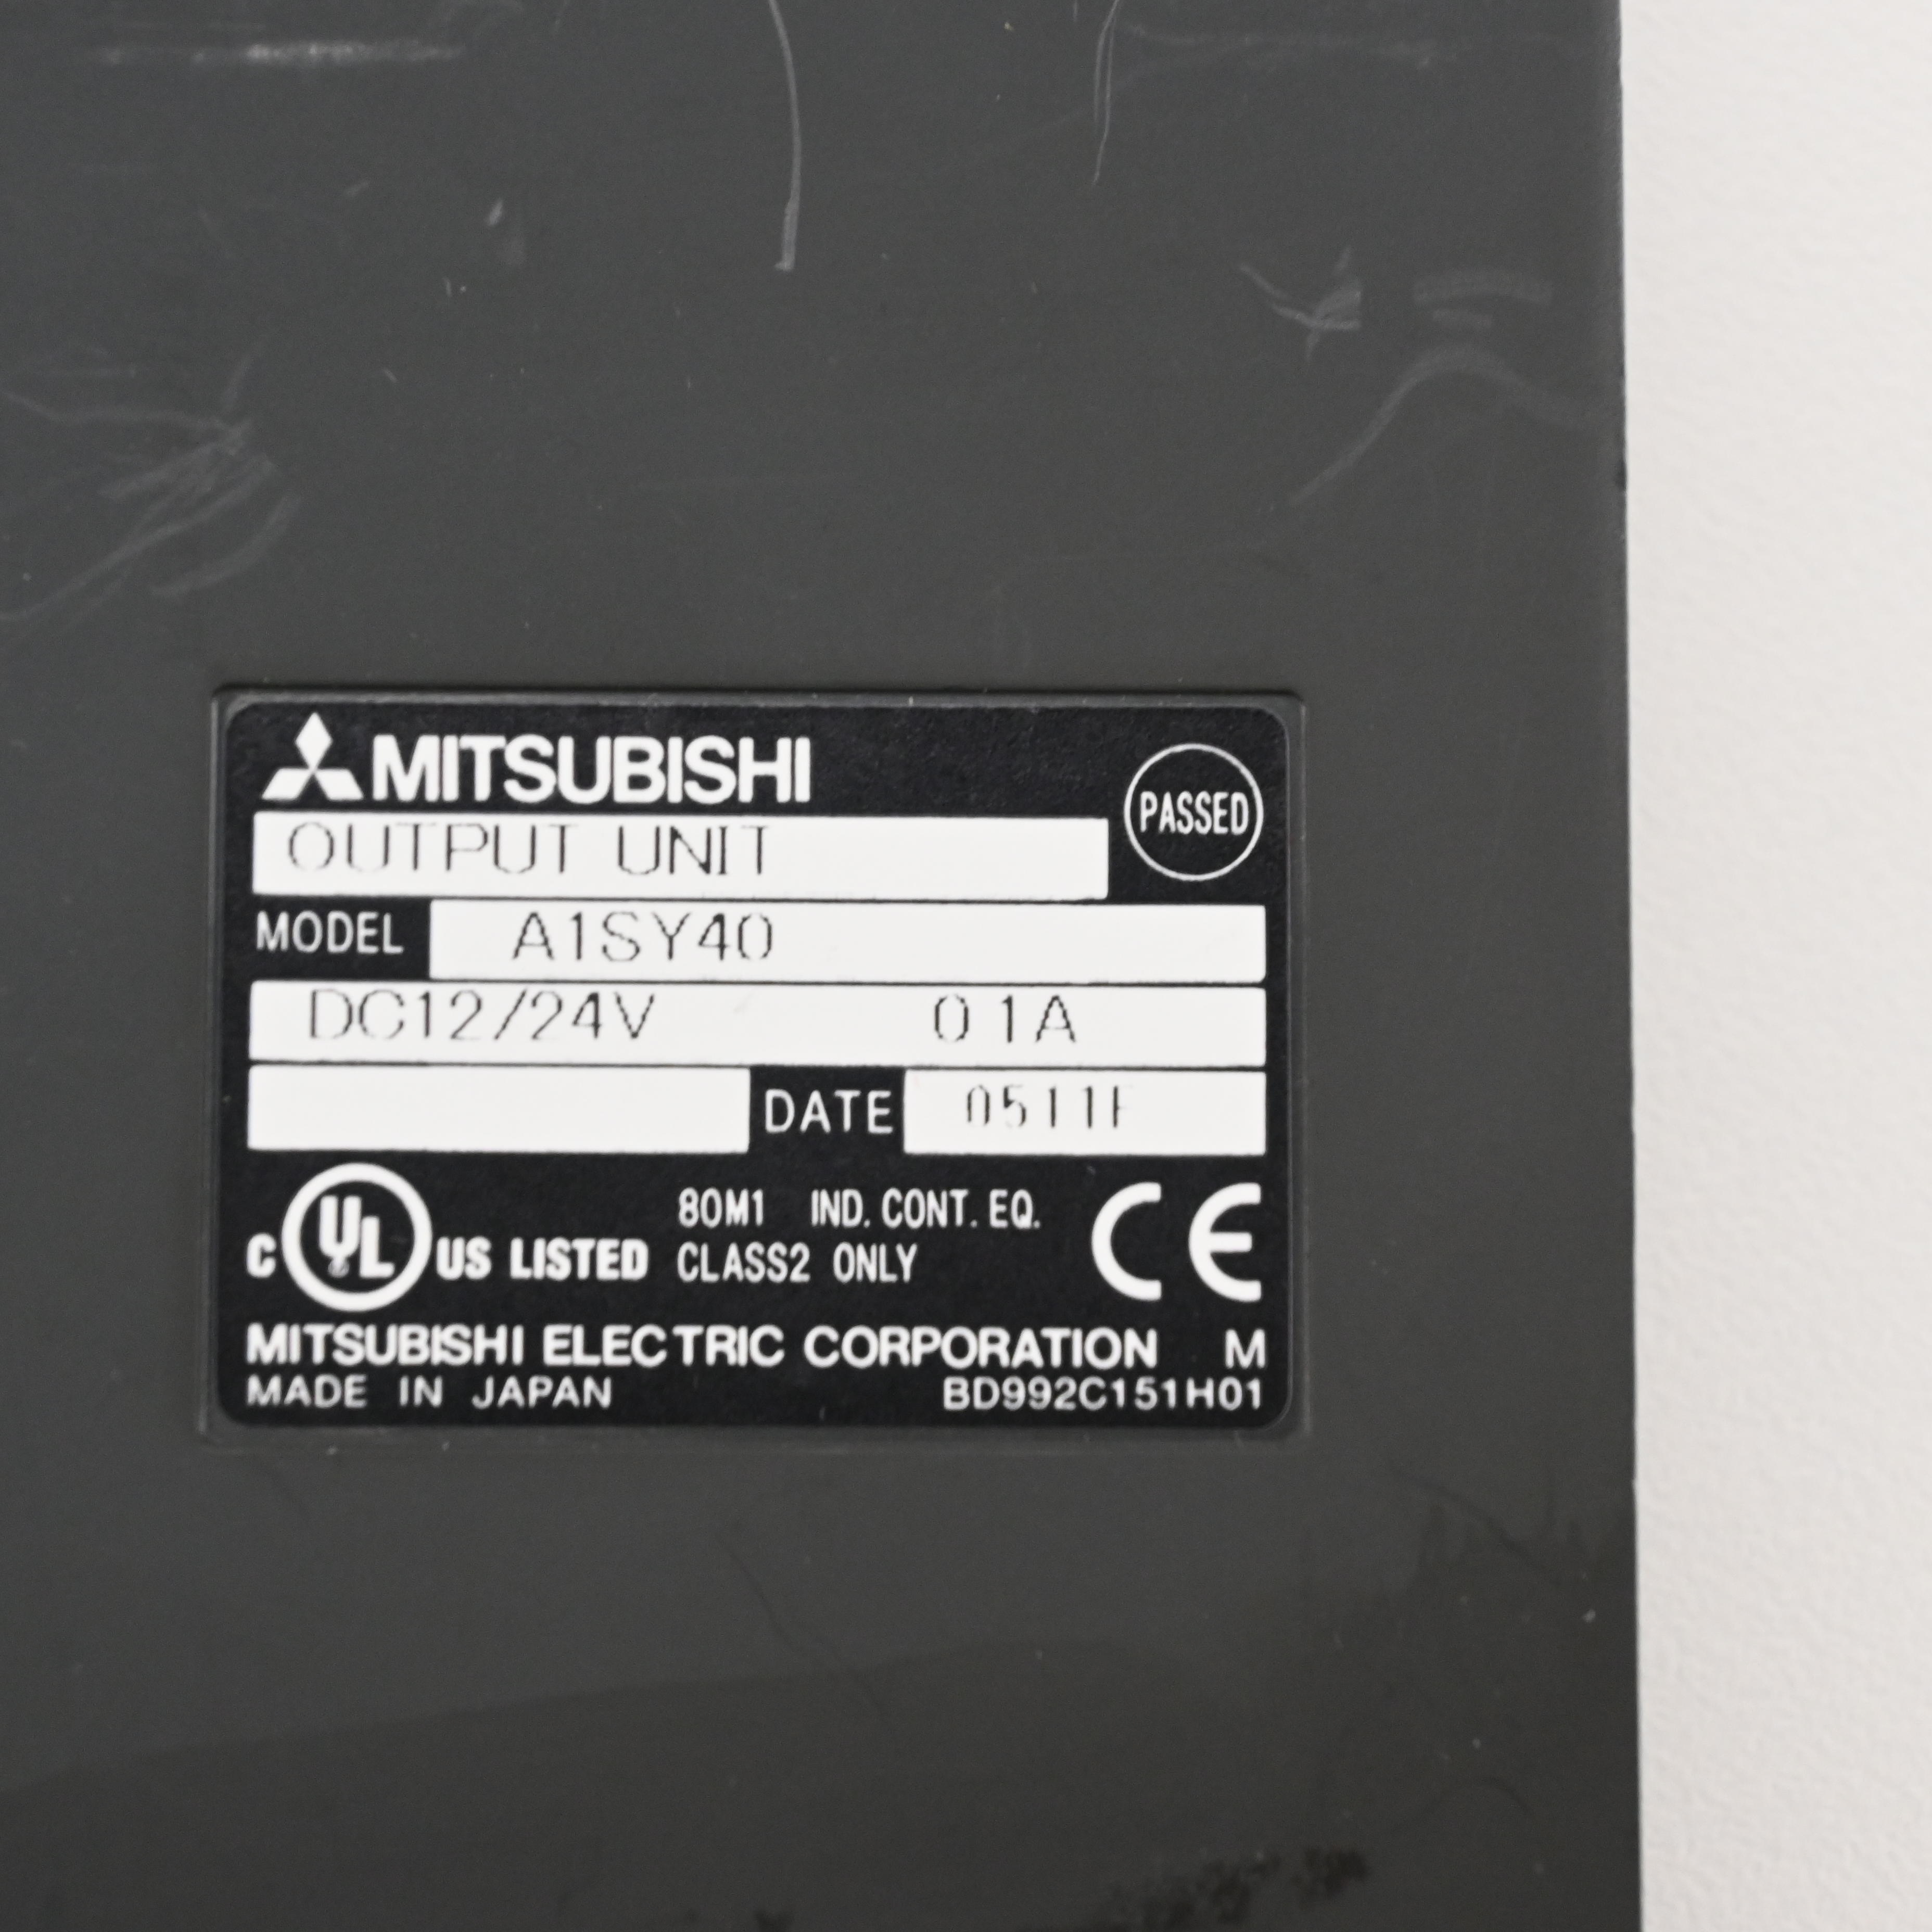 MITSUBISHI
PASSED
OUTPUT UNIT
MODEL A1SY40
DC12/24V 0 1A
DATE 0511
C UL US LISTED 80M1 IND. CONT. EQ.
CLASS2 ONLY CE
MITSUBISHI ELECTRIC CORPORATION M
MADE IN JAPAN BD992C151H01